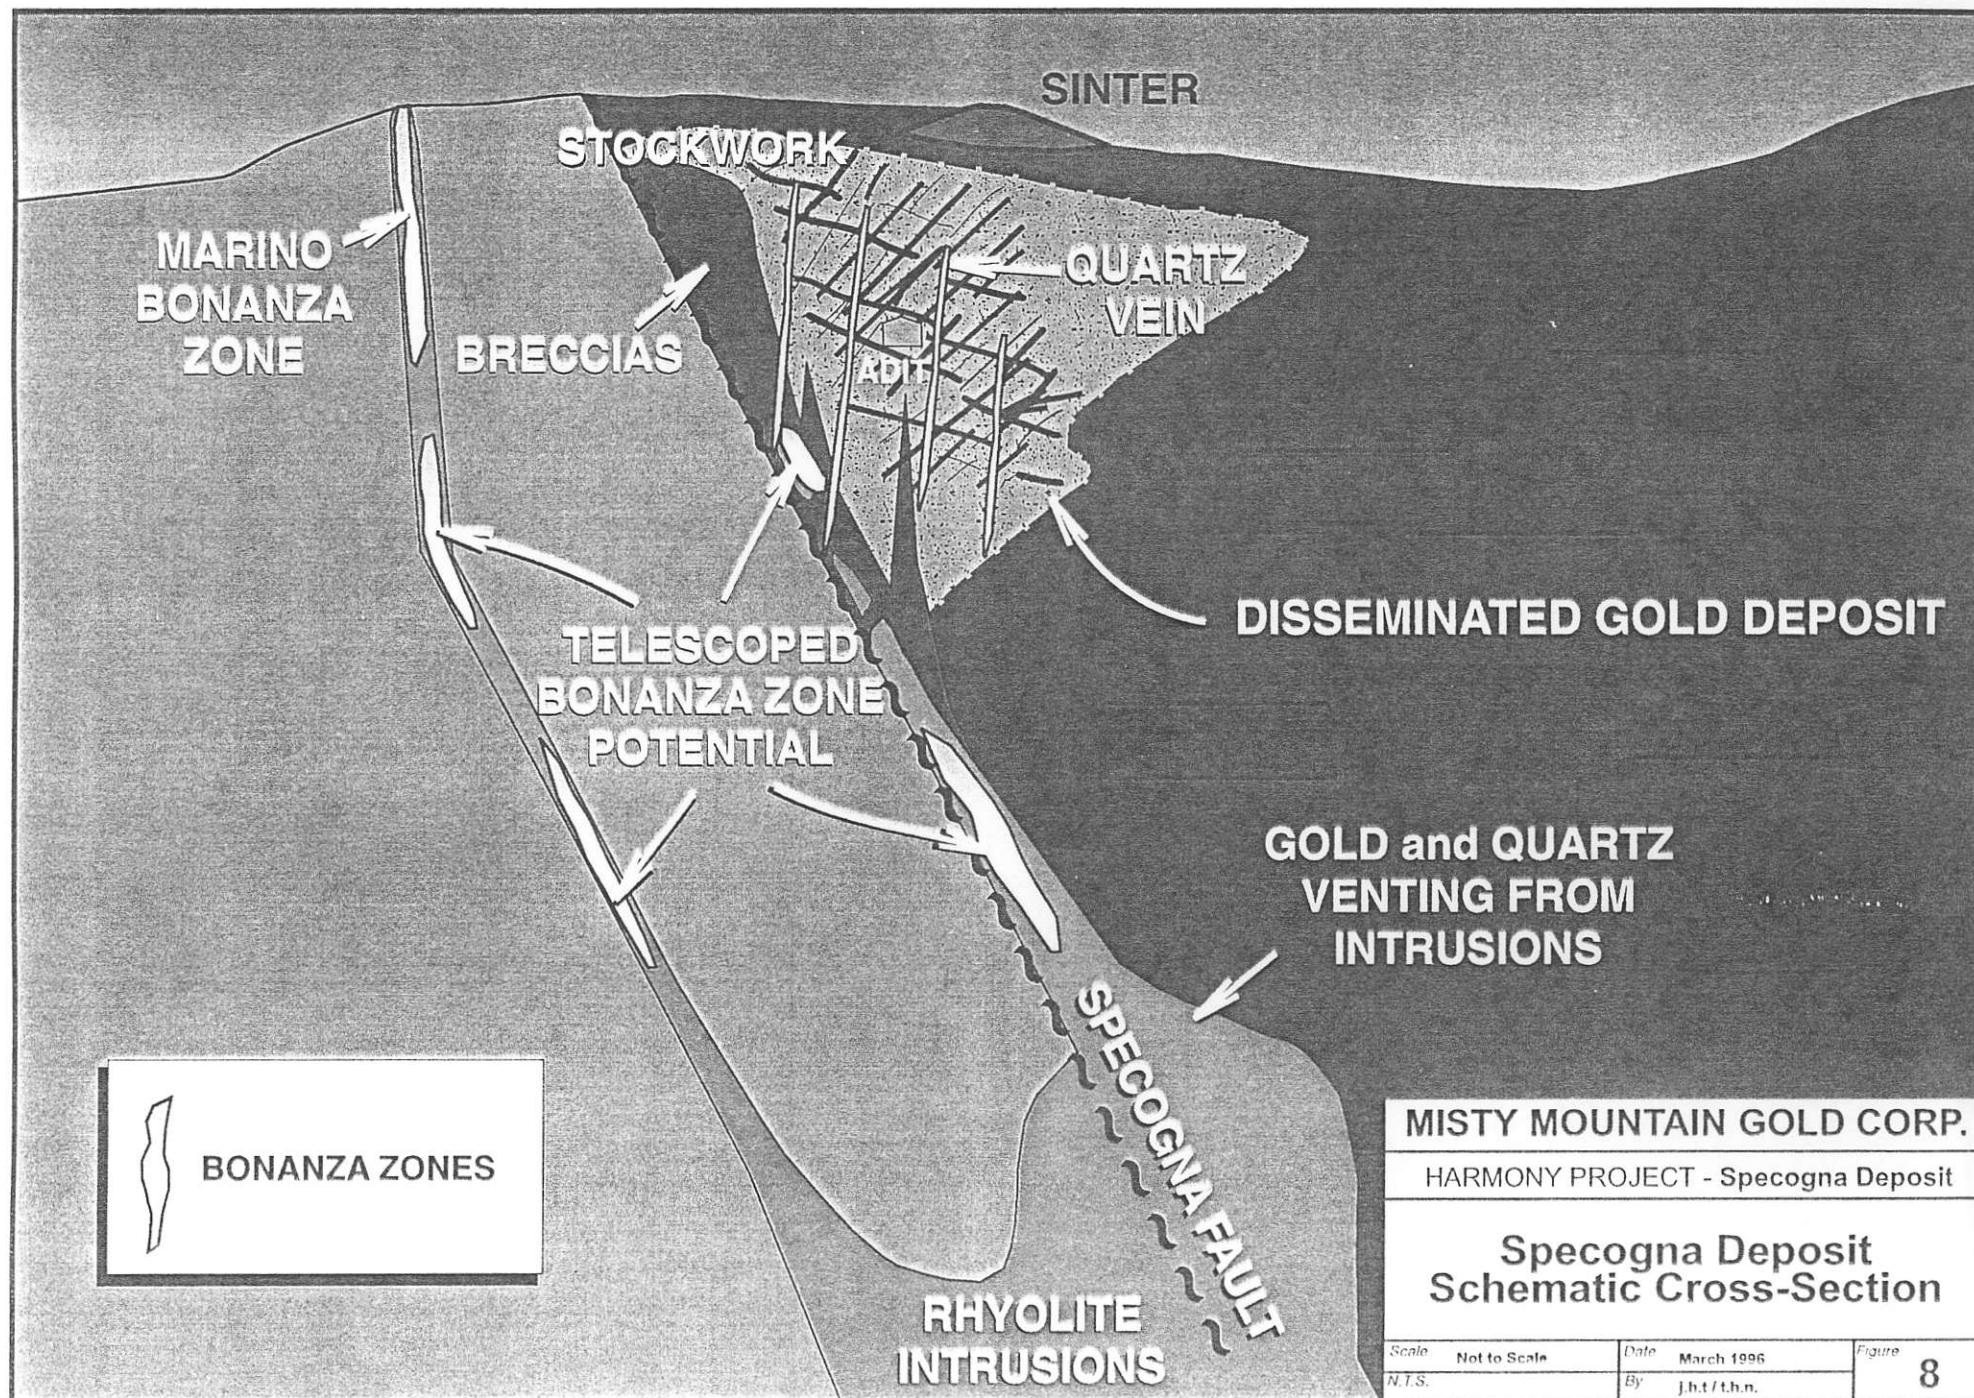 SINTER
STOCKWORK
MARINO
BONANZA
ZONE
BRECCIAS
QUARTZ
VEIN
ADIT
DISSEMINATED GOLD DEPOSIT
TELESCOPED
BONANZA ZONE
POTENTIAL
GOLD and QUARTZ
VENTING FROM
INTRUSIONS
SPECOGNA FAULT
BONANZA ZONES
RHYOLITE
INTRUSIONS
MISTY MOUNTAIN GOLD CORP.
HARMONY PROJECT - Specogna Deposit
Specogna Deposit
Schematic Cross-Section
Scale Not to Scale
N.T.S.
Date March 1996
By j.h.t / t.h.n.
Figure 8